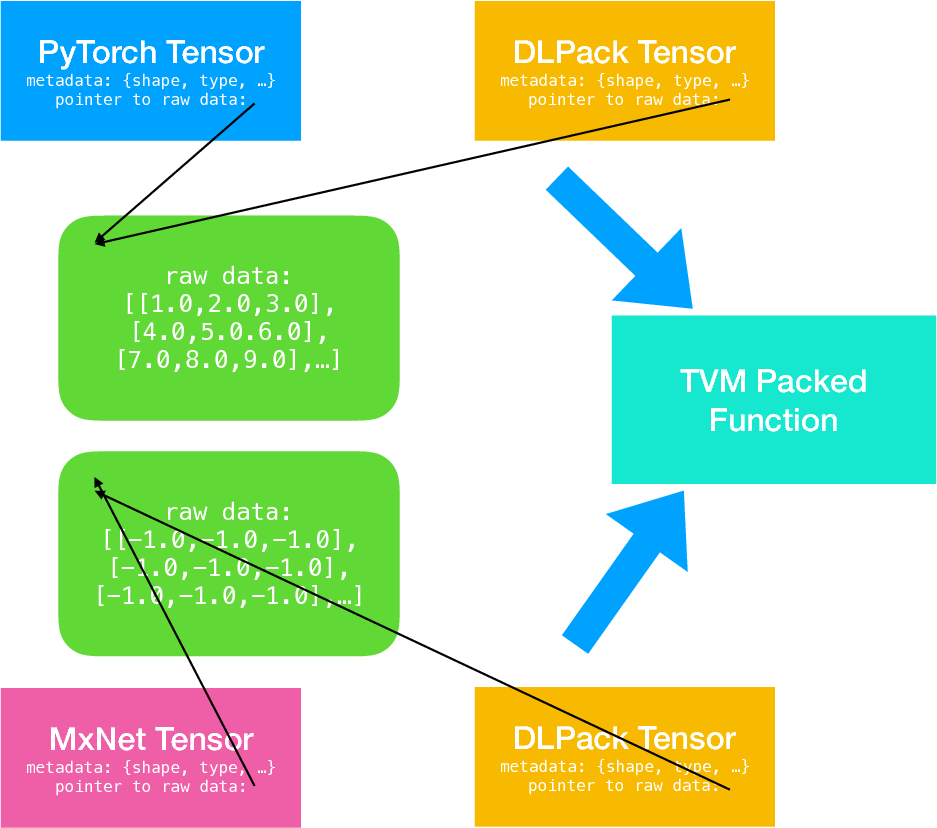 PyTorch Tensor
metadata: {shape, type, …}
pointer to raw data:
DLPack Tensor
metadata: {shape, type, …}
pointer to raw data:
raw data:
[[1.0,2.0,3.0],
[4.0,5.0.6.0],
[7.0,8.0,9.0],…]
TVM Packed
Function
raw data:
[[−1.0,−1.0,−1.0],
[−1.0,−1.0,−1.0],
[−1.0,−1.0,−1.0],…]
MxNet Tensor
metadata: {shape, type, …}
pointer to raw data:
DLPack Tensor
metadata: {shape, type, …}
pointer to raw data: